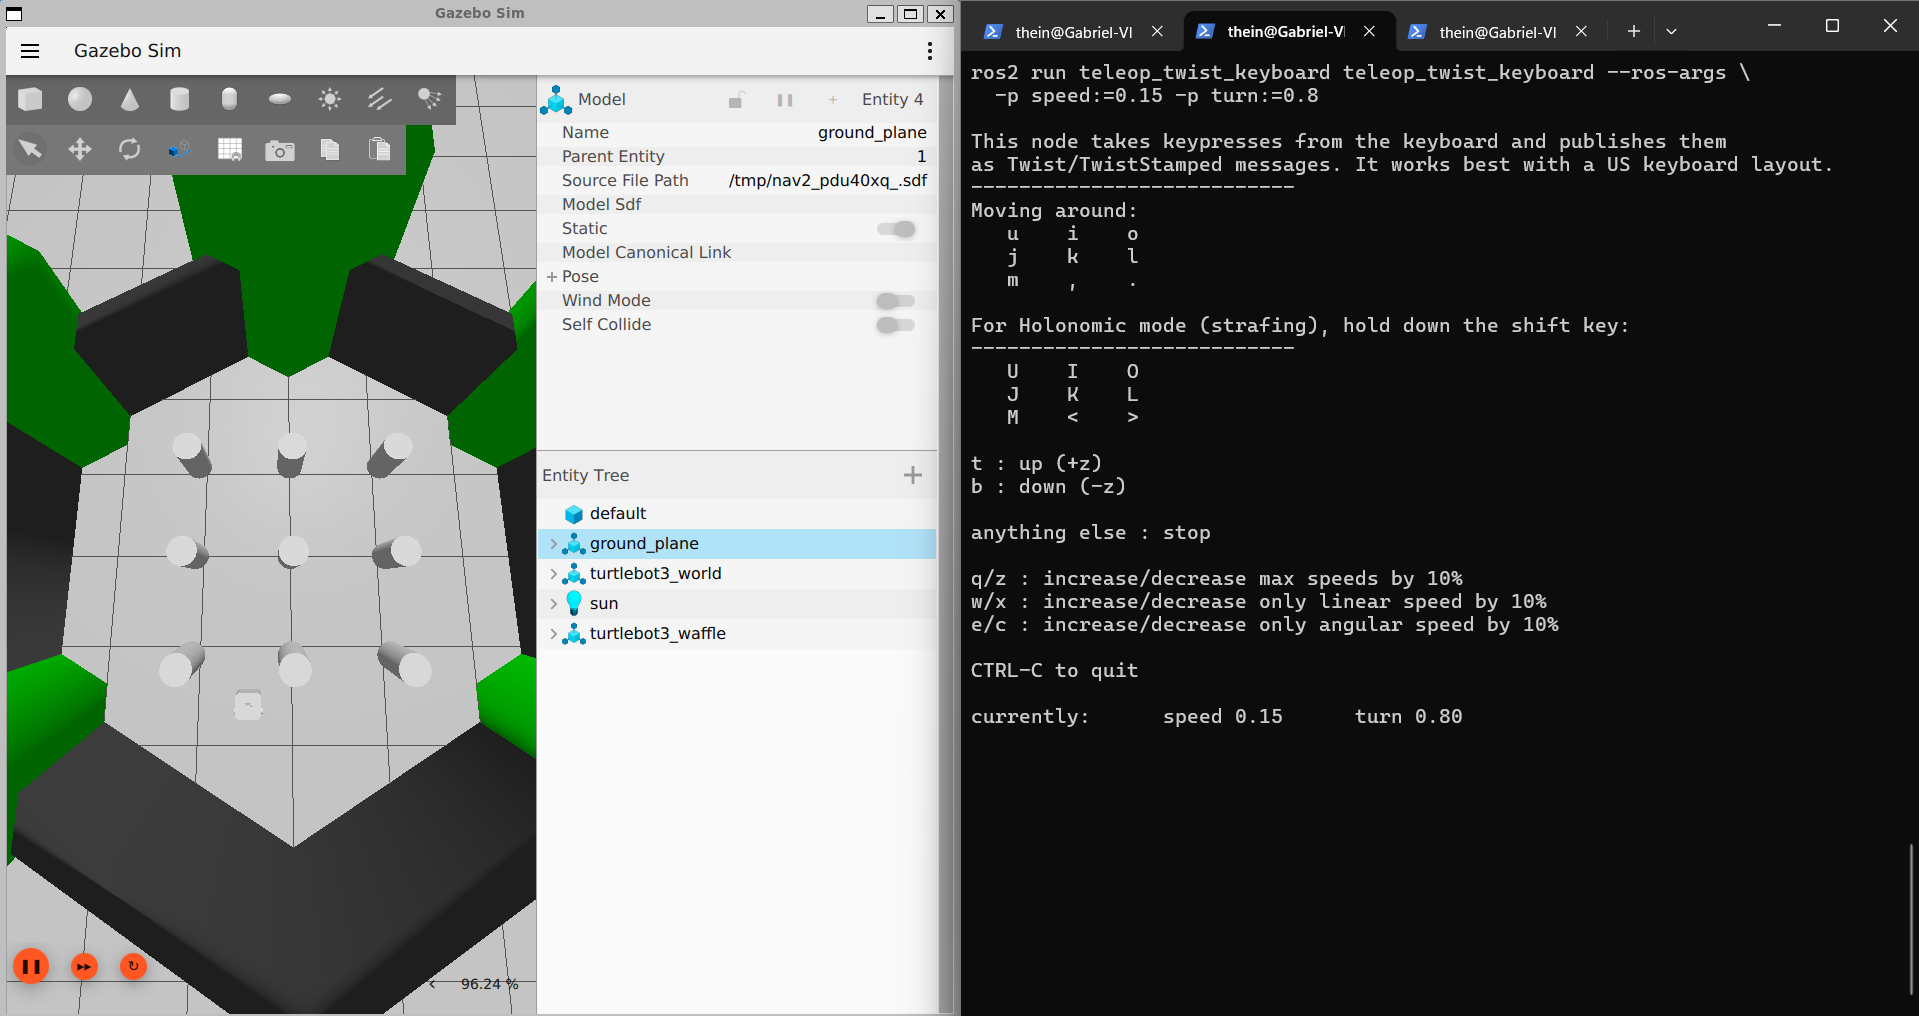 Gazebo Sim
Gazebo Sim
Model
Entity 4
Name
ground_plane
Parent Entity
1
Source File Path
/tmp/nav2_pdu40xq_.sdf
Model Sdf
Static
Model Canonical Link
+ Pose
Wind Mode
Self Collide
Entity Tree
default
ground_plane
turtlebot3_world
sun
turtlebot3_waffle
96.24 %
thein@Gabriel-VI
thein@Gabriel-VI
thein@Gabriel-VI
ros2 run teleop_twist_keyboard teleop_twist_keyboard --ros-args \
-p speed:=0.15 -p turn:=0.8
This node takes keypresses from the keyboard and publishes them
as Twist/TwistStamped messages. It works best with a US keyboard layout.
---------------------------
Moving around:
u i o
j k l
m , .
For Holonomic mode (strafing), hold down the shift key:
---------------------------
U I O
J K L
M < >
t : up (+z)
b : down (-z)
anything else : stop
q/z : increase/decrease max speeds by 10%
w/x : increase/decrease only linear speed by 10%
e/c : increase/decrease only angular speed by 10%
CTRL-C to quit
currently: speed 0.15 turn 0.80